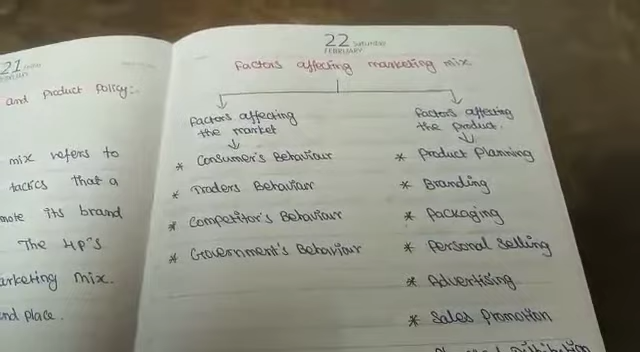 21
and product policy:-
mix refers to
tactics that a
mote its brand
The 4p's
arketing mix.
and place.
22 Saturday
FEBRUARY
Factors affecting marketing mix
Factors affecting
the market
* Consumer's Behaviour
* Traders Behaviour
* Competitor's Behaviour
* Government's Behaviour
Factors affecting
the product.
* Product Planning
* Branding
* Packaging
* Personal Selling
* Advertising
* Sales Promotion
Distribution